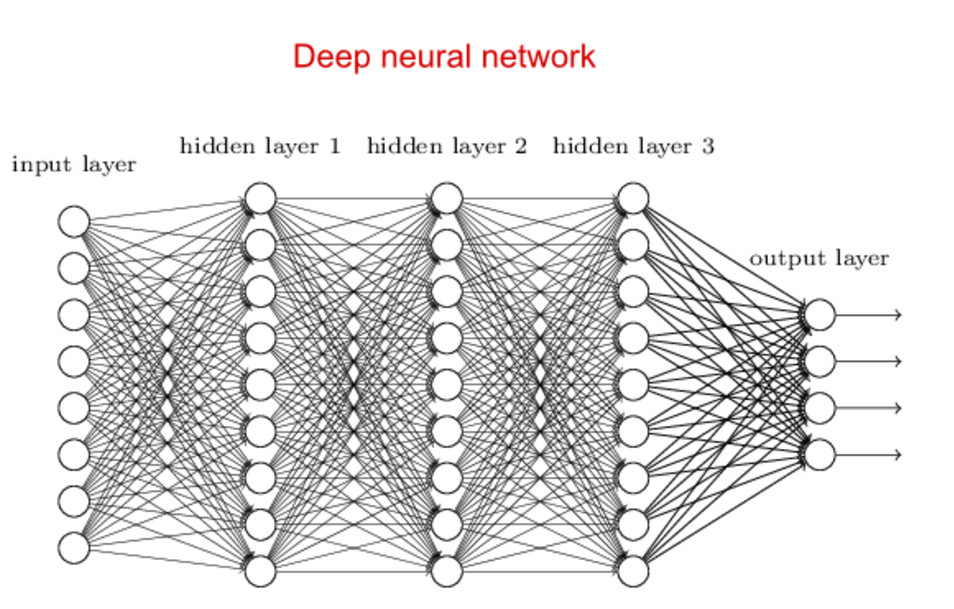 Deep neural network
input layer
hidden layer 1
hidden layer 2
hidden layer 3
output layer